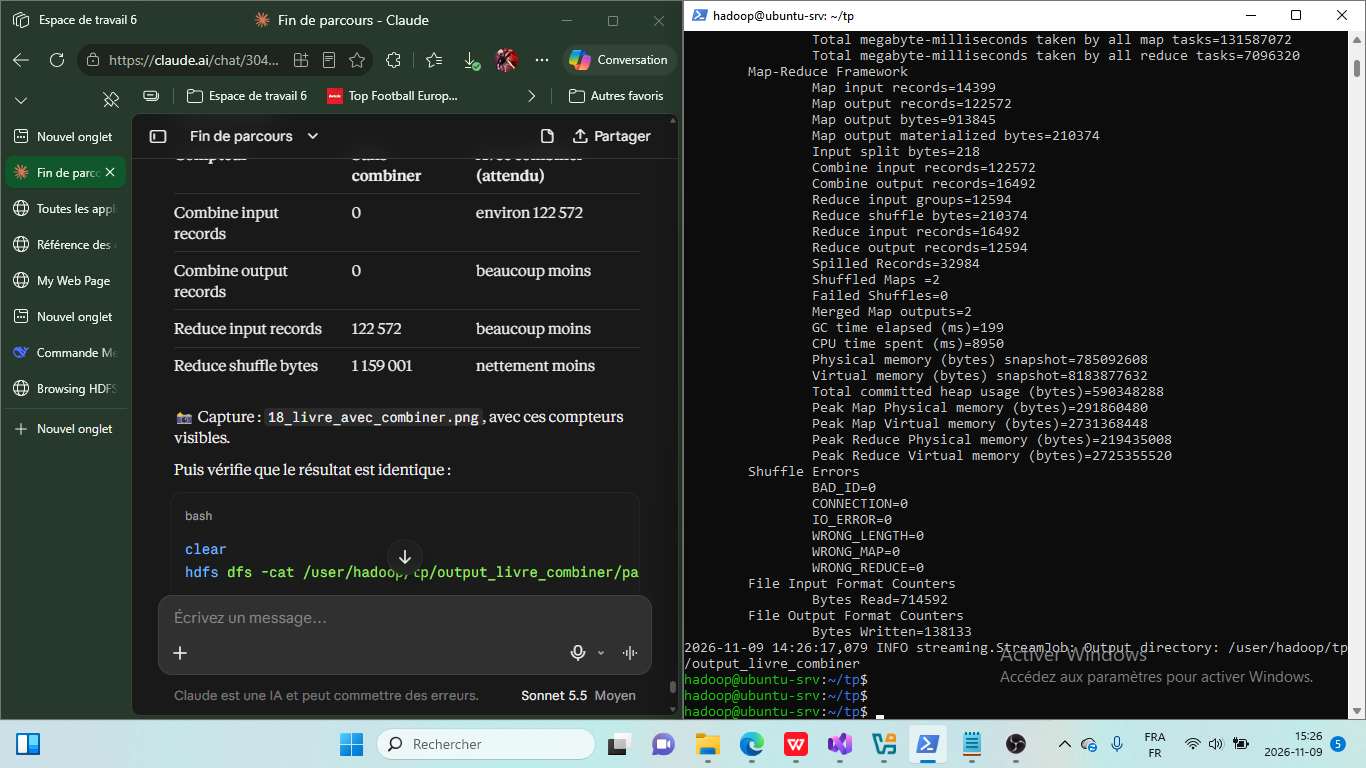 Espace de travail 6
Fin de parcours - Claude
https://claude.ai/chat/304...
Conversation
Espace de travail 6
Top Football Europ...
Autres favoris
Nouvel onglet
Fin de parc
Toutes les appl
Référence des
My Web Page
Nouvel onglet
Commande Me
Browsing HDFS
Nouvel onglet
Fin de parcours
Partager
combiner
(attendu)
Combine input records
0
environ 122 572
Combine output records
0
beaucoup moins
Reduce input records
122 572
beaucoup moins
Reduce shuffle bytes
1 159 001
nettement moins
Capture : 18_livre_avec_combiner.png, avec ces compteurs
visibles.
Puis vérifie que le résultat est identique :
bash
clear
hdfs dfs -cat /user/hadoop/tp/output_livre_combiner/pa
Écrivez un message...
Claude est une IA et peut commettre des erreurs.
Sonnet 5.5 Moyen
hadoop@ubuntu-srv: ~/tp
Total megabyte-milliseconds taken by all map tasks=131587072
Total megabyte-milliseconds taken by all reduce tasks=7096320
Map-Reduce Framework
Map input records=14399
Map output records=122572
Map output bytes=913845
Map output materialized bytes=210374
Input split bytes=218
Combine input records=122572
Combine output records=16492
Reduce input groups=12594
Reduce shuffle bytes=210374
Reduce input records=16492
Reduce output records=12594
Spilled Records=32984
Shuffled Maps =2
Failed Shuffles=0
Merged Map outputs=2
GC time elapsed (ms)=199
CPU time spent (ms)=8950
Physical memory (bytes) snapshot=785092608
Virtual memory (bytes) snapshot=8183877632
Total committed heap usage (bytes)=590348288
Peak Map Physical memory (bytes)=291860480
Peak Map Virtual memory (bytes)=2731368448
Peak Reduce Physical memory (bytes)=219435008
Peak Reduce Virtual memory (bytes)=2725355520
Shuffle Errors
BAD_ID=0
CONNECTION=0
IO_ERROR=0
WRONG_LENGTH=0
WRONG_MAP=0
WRONG_REDUCE=0
File Input Format Counters
Bytes Read=714592
File Output Format Counters
Bytes Written=138133
2026-11-09 14:26:17,079 INFO streaming.StreamJob: Output directory: /user/hadoop/tp
/output_livre_combiner
hadoop@ubuntu-srv:~/tp$
hadoop@ubuntu-srv:~/tp$
hadoop@ubuntu-srv:~/tp$
Activer Windows
Accédez aux paramètres pour activer Windows.
Rechercher
FRA
FR
15:26
2026-11-09
5